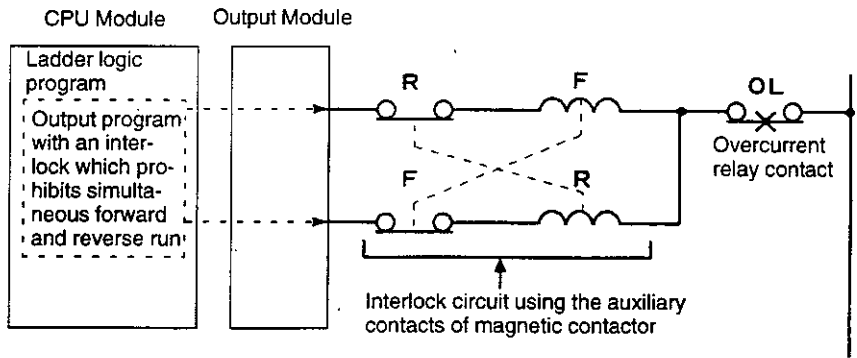 CPU Module
Output Module
Ladder logic
program
Output program
with an inter-
lock which pro-
hibits simulta-
neous forward
and reverse run
R
F
OL
Overcurrent
relay contact
F
R
Interlock circuit using the auxiliary
contacts of magnetic contactor